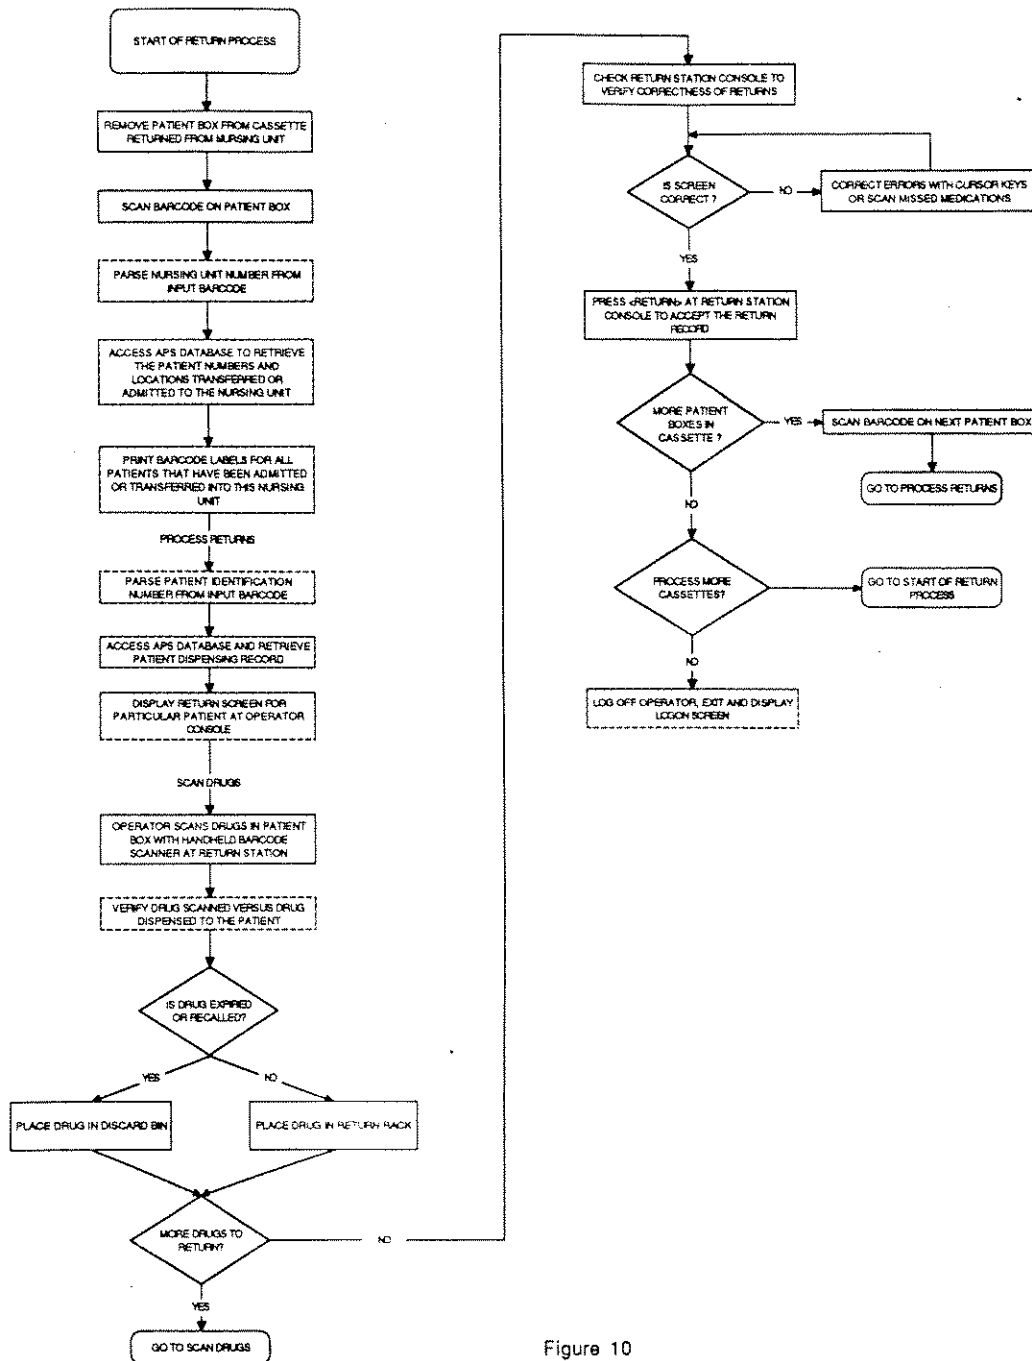 START OF RETURN PROCESS
REMOVE PATIENT BOX FROM CASSETTE
RETURNED FROM NURSING UNIT
SCAN BARCODE ON PATIENT BOX
PARSE NURSING UNIT NUMBER FROM
INPUT BARCODE
ACCESS APS DATABASE TO RETRIEVE
THE PATIENT NUMBERS AND
LOCATIONS TRANSFERRED OR
ADMITTED TO THE NURSING UNIT
PRINT BARCODE LABELS FOR ALL
PATIENTS THAT HAVE BEEN ADMITTED
OR TRANSFERRED INTO THIS NURSING
UNIT
PROCESS RETURNS
PARSE PATIENT IDENTIFICATION
NUMBER FROM INPUT BARCODE
ACCESS APS DATABASE AND RETRIEVE
PATIENT DISPENSING RECORD
DISPLAY RETURN SCREEN FOR
PARTICULAR PATIENT AT OPERATOR
CONSOLE
SCAN DRUGS
OPERATOR SCANS DRUGS IN PATIENT
BOX WITH HANDHELD BARCODE
SCANNER AT RETURN STATION
VERIFY DRUG SCANNED VERSUS DRUG
DISPENSED TO THE PATIENT
IS DRUG EXPIRED
OR RECALLED?
YES
NO
PLACE DRUG IN DISCARD BIN
PLACE DRUG IN RETURN RACK
MORE DRUGS TO
RETURN?
NO
YES
GO TO SCAN DRUGS
CHECK RETURN STATION CONSOLE TO
VERIFY CORRECTNESS OF RETURNS
IS SCREEN
CORRECT ?
NO
CORRECT ERRORS WITH CURSOR KEYS
OR SCAN MISSED MEDICATIONS
YES
PRESS <RETURN> AT RETURN STATION
CONSOLE TO ACCEPT THE RETURN
RECORD
MORE PATIENT
BOXES IN
CASSETTE ?
YES
SCAN BARCODE ON NEXT PATIENT BOX
GO TO PROCESS RETURNS
NO
PROCESS MORE
CASSETTES?
GO TO START OF RETURN
PROCESS
NO
LOG OFF OPERATOR, EXIT AND DISPLAY
LOGON SCREEN
Figure 10